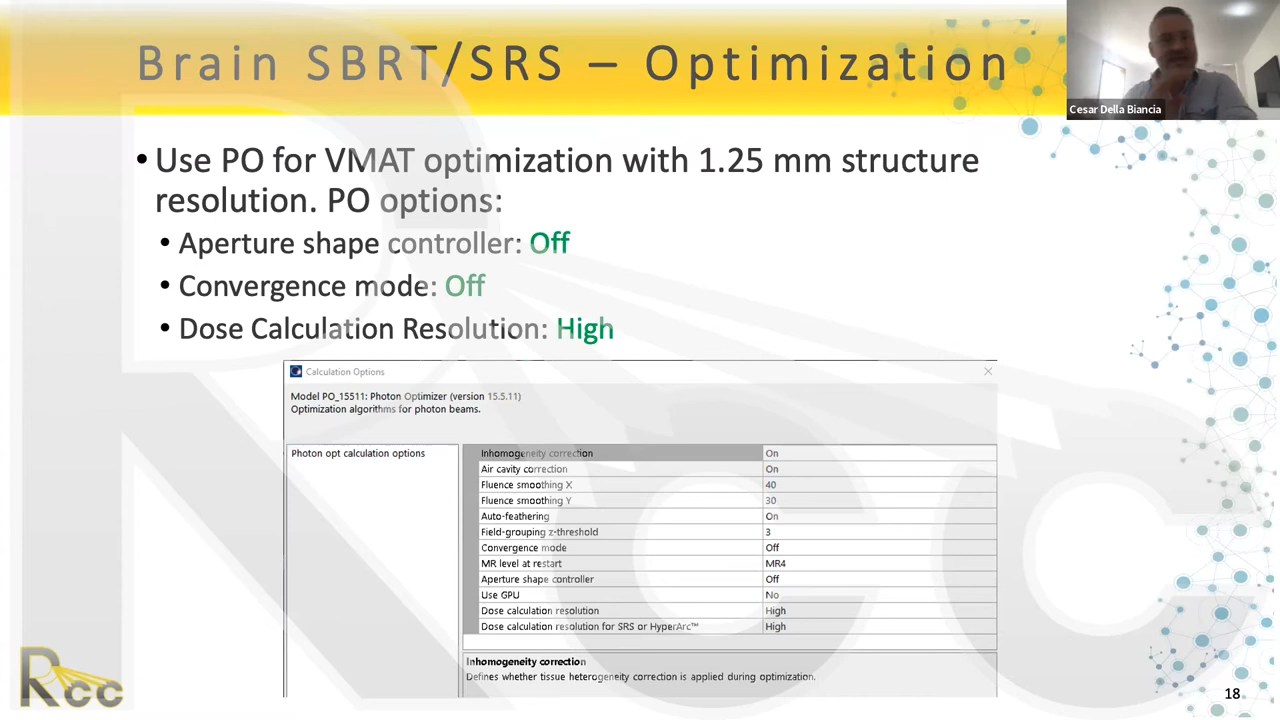 Brain SBRT/SRS – Optimization
Cesar Della Biancia
• Use PO for VMAT optimization with 1.25 mm structure
resolution. PO options:
• Aperture shape controller: Off
• Convergence mode: Off
• Dose Calculation Resolution: High
Calculation Options
Model PO_15511: Photon Optimizer (version 15.5.11)
Optimization algorithms for photon beams.
Photon opt calculation options
Inhomogeneity correction On
Air cavity correction On
Fluence smoothing X 40
Fluence smoothing Y 30
Auto-feathering On
Field-grouping z-threshold 3
Convergence mode Off
MR level at restart MR4
Aperture shape controller Off
Use GPU No
Dose calculation resolution High
Dose calculation resolution for SRS or HyperArc™ High
Inhomogeneity correction
Defines whether tissue heterogeneity correction is applied during optimization.
Rcc
18